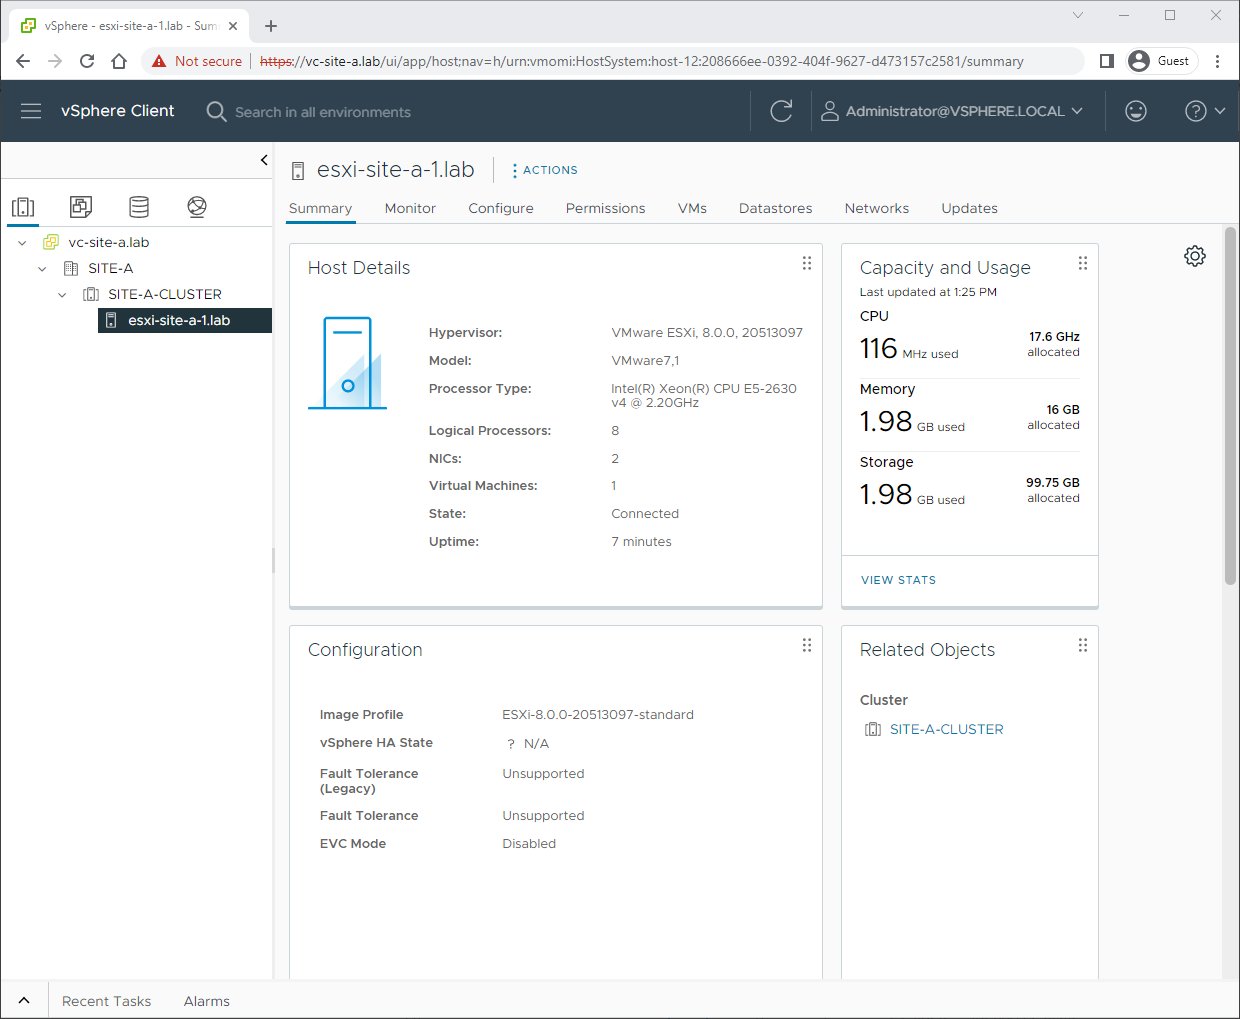 vSphere - esxi-site-a-1.lab - Sum
Not secure
https://vc-site-a.lab/ui/app/host;nav=h/urn:vmomi:HostSystem:host-12:208666ee-0392-404f-9627-d473157c2581/summary
Guest
vSphere Client
Search in all environments
Administrator@VSPHERE.LOCAL
vc-site-a.lab
SITE-A
SITE-A-CLUSTER
esxi-site-a-1.lab
esxi-site-a-1.lab
ACTIONS
Summary Monitor Configure Permissions VMs Datastores Networks Updates
Host Details
Hypervisor: VMware ESXi, 8.0.0, 20513097
Model: VMware7,1
Processor Type: Intel(R) Xeon(R) CPU E5-2630
v4 @ 2.20GHz
Logical Processors: 8
NICs: 2
Virtual Machines: 1
State: Connected
Uptime: 7 minutes
Capacity and Usage
Last updated at 1:25 PM
CPU
116 MHz used
17.6 GHz
allocated
Memory
1.98 GB used
16 GB
allocated
Storage
1.98 GB used
99.75 GB
allocated
VIEW STATS
Configuration
Image Profile ESXi-8.0.0-20513097-standard
vSphere HA State ? N/A
Fault Tolerance
(Legacy)
Unsupported
Fault Tolerance Unsupported
EVC Mode Disabled
Related Objects
Cluster
SITE-A-CLUSTER
Recent Tasks Alarms